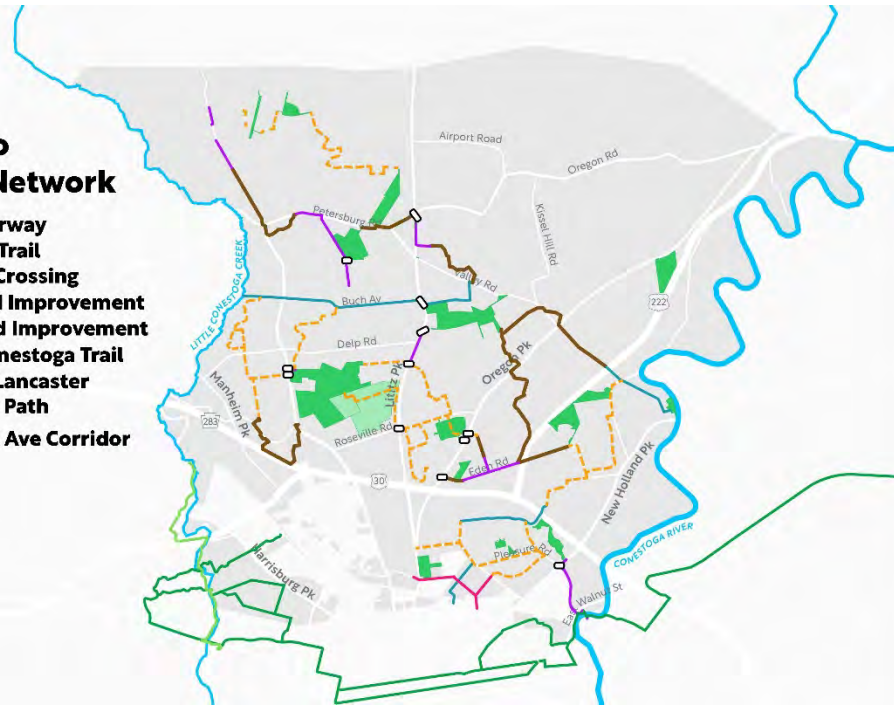 o
Network
rway
Trail
Crossing
l Improvement
d Improvement
nestoga Trail
Lancaster
Path
Ave Corridor
Airport Road
Oregon Rd
Petersburg
Kissel Hill Rd
Valley Rd
222
LITTLE CONESTOGA CREEK
Buch Av
Delp Rd
Oregon Pk
Lititz Pk
Manheim Pk
283
Roseville Rd
Eden Rd
30
New Holland Pk
CONESTOGA RIVER
Pleasure Rd
Harrisburg Pk
East Walnut St